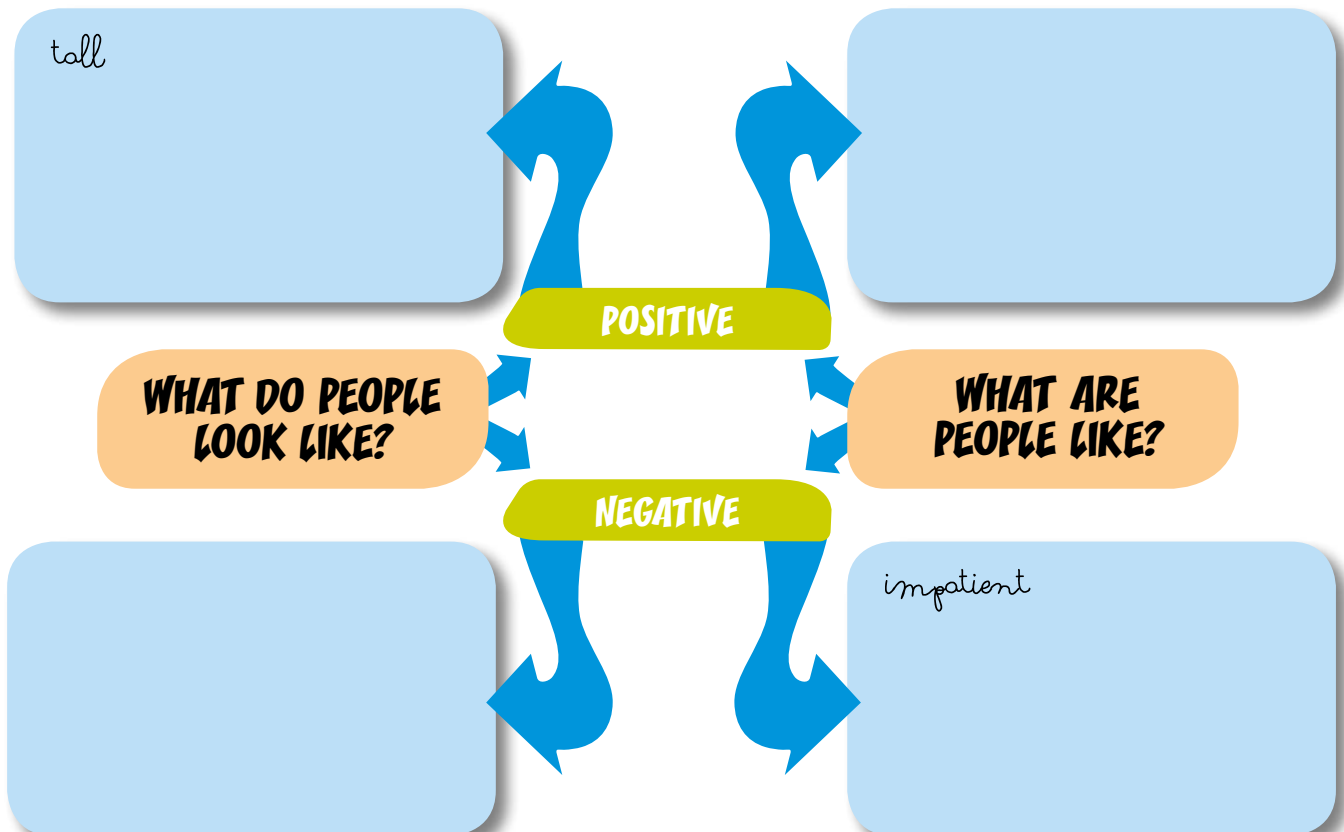 tall
POSITIVE
WHAT DO PEOPLE
LOOK LIKE?
WHAT ARE
PEOPLE LIKE?
NEGATIVE
impatient